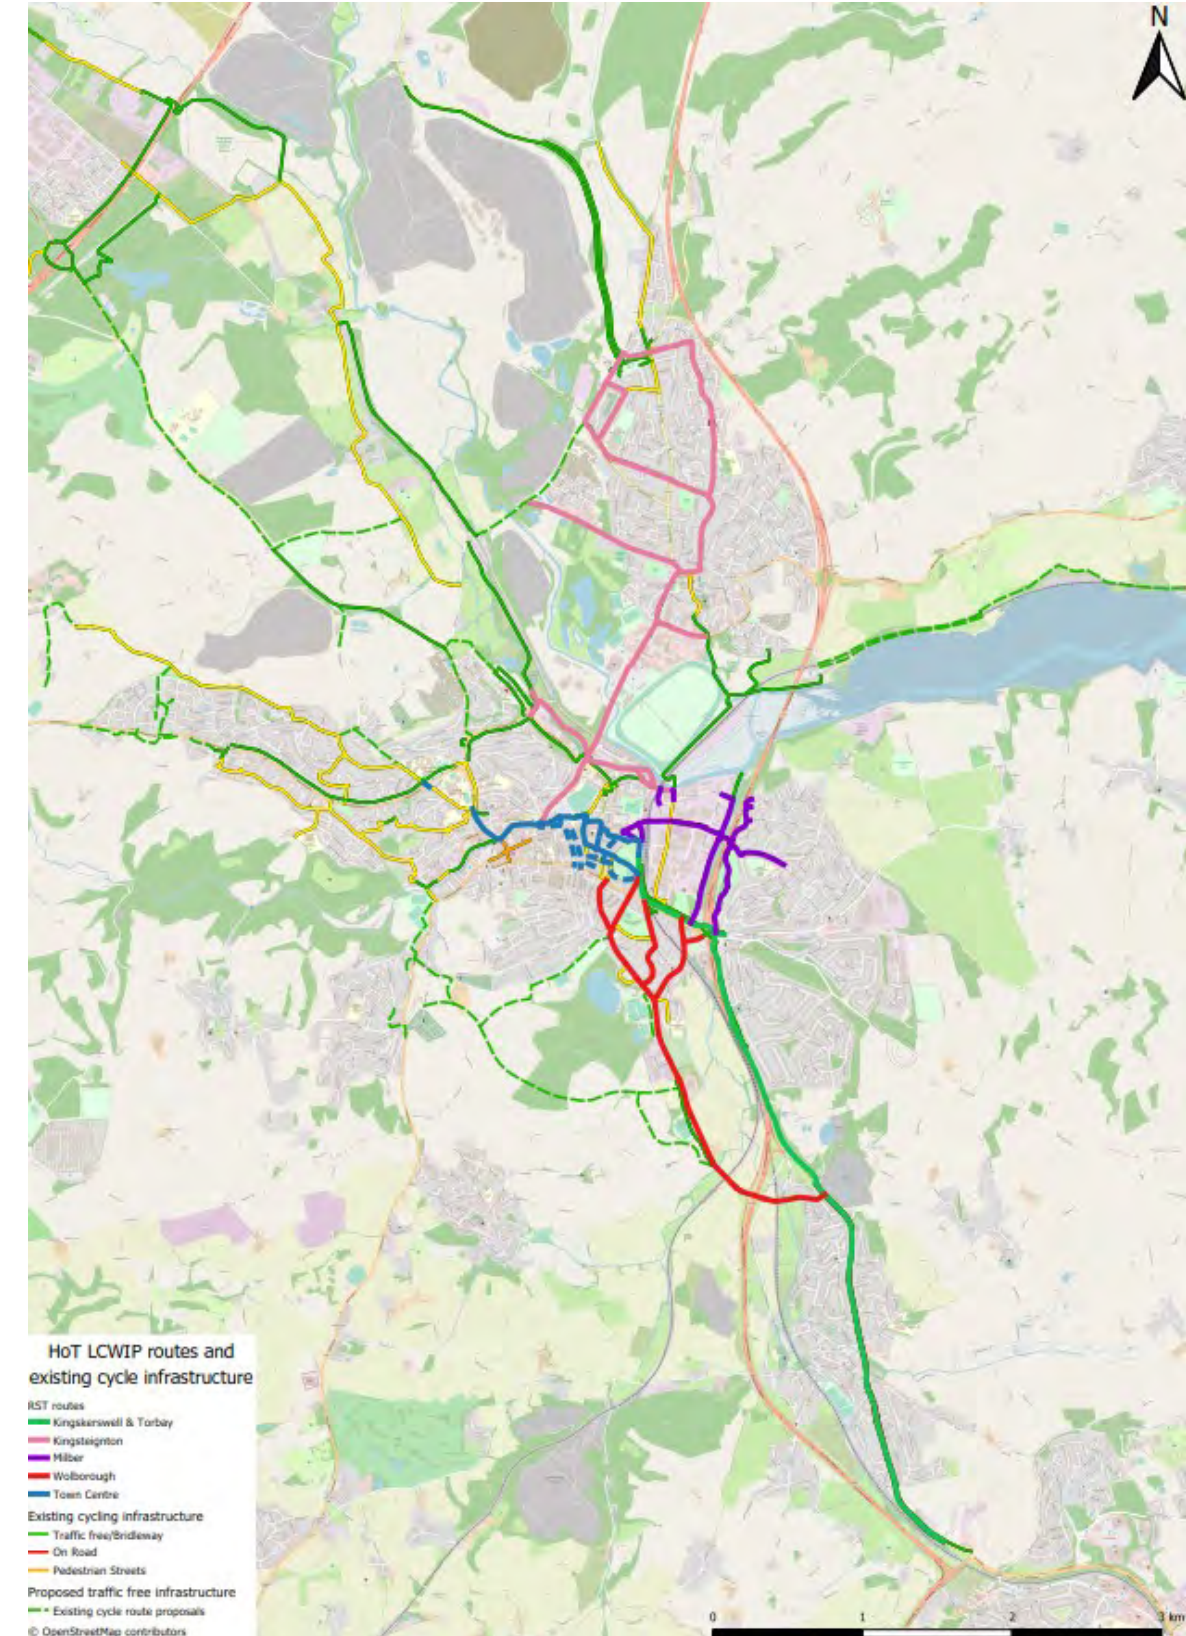 N
HoT LCWIP routes and
existing cycle infrastructure
RST routes
Kingskerswell & Torbay
Kingsteignton
Milber
Wolborough
Town Centre
Existing cycling infrastructure
Traffic free/Bridleway
On Road
Pedestrian Streets
Proposed traffic free infrastructure
Existing cycle route proposals
© OpenStreetMap contributors
0 1 2 3 km